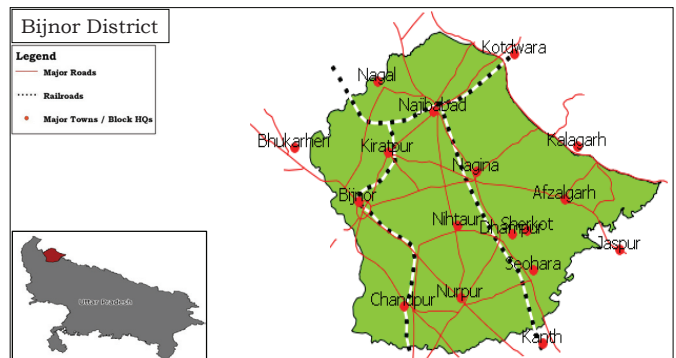 Bijnor District
Legend
Major Roads
Railroads
Major Towns / Block HQs
Kotdwara
Nagal
Najibabad
Bhukarheri
Kiratpur
Kalagarh
Nagina
Bijnor
Afzalgarh
Nihtaur
Sherkot
Dhampur
Jaspur
Seohara
Chandpur
Nurpur
Kanth
Uttar Pradesh